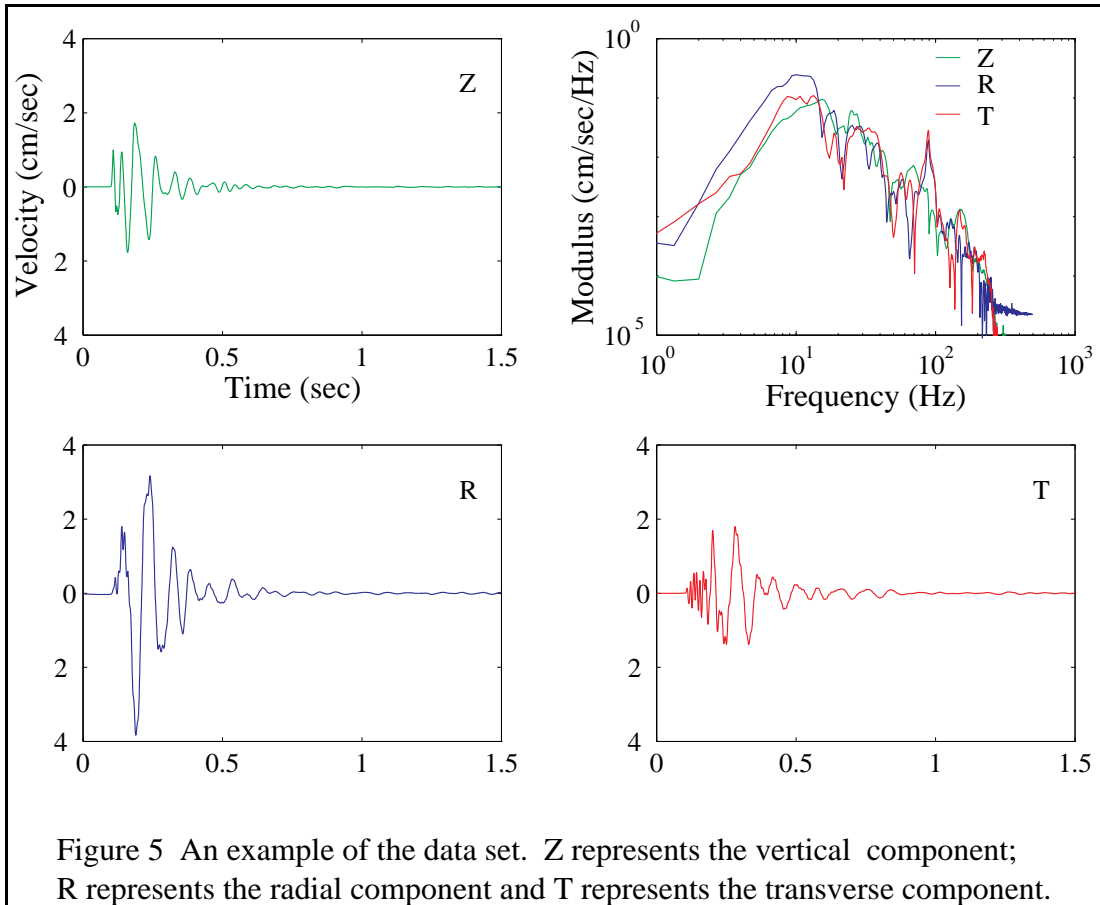 4
2
0
2
4
Velocity (cm/sec)
Z
0
0.5
1
1.5
Time (sec)
10^0
10^5
Modulus (cm/sec/Hz)
Z
R
T
10^0
10^1
10^2
10^3
Frequency (Hz)
4
2
0
2
4
R
0
0.5
1
1.5
4
2
0
2
4
T
0
0.5
1
1.5
Figure 5 An example of the data set. Z represents the vertical component;
R represents the radial component and T represents the transverse component.